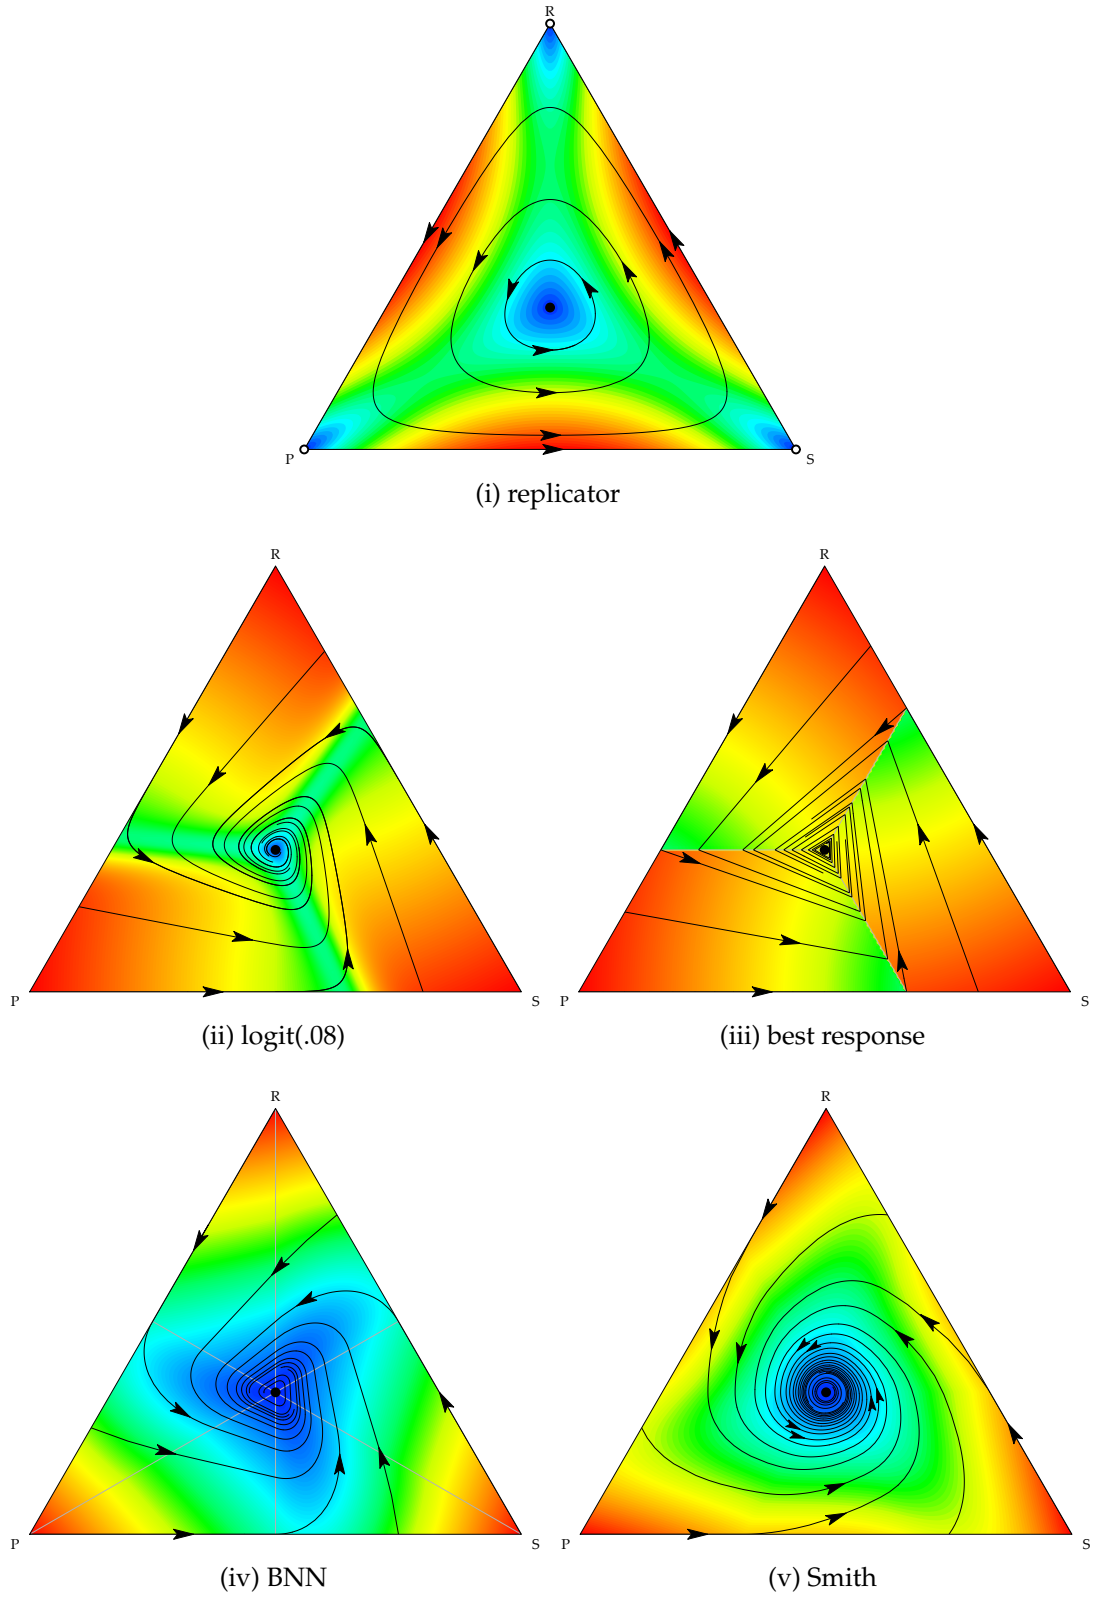 R
P
S
(i) replicator
R
R
P
S
P
S
(ii) logit(.08)
(iii) best response
R
R
P
S
P
S
(iv) BNN
(v) Smith